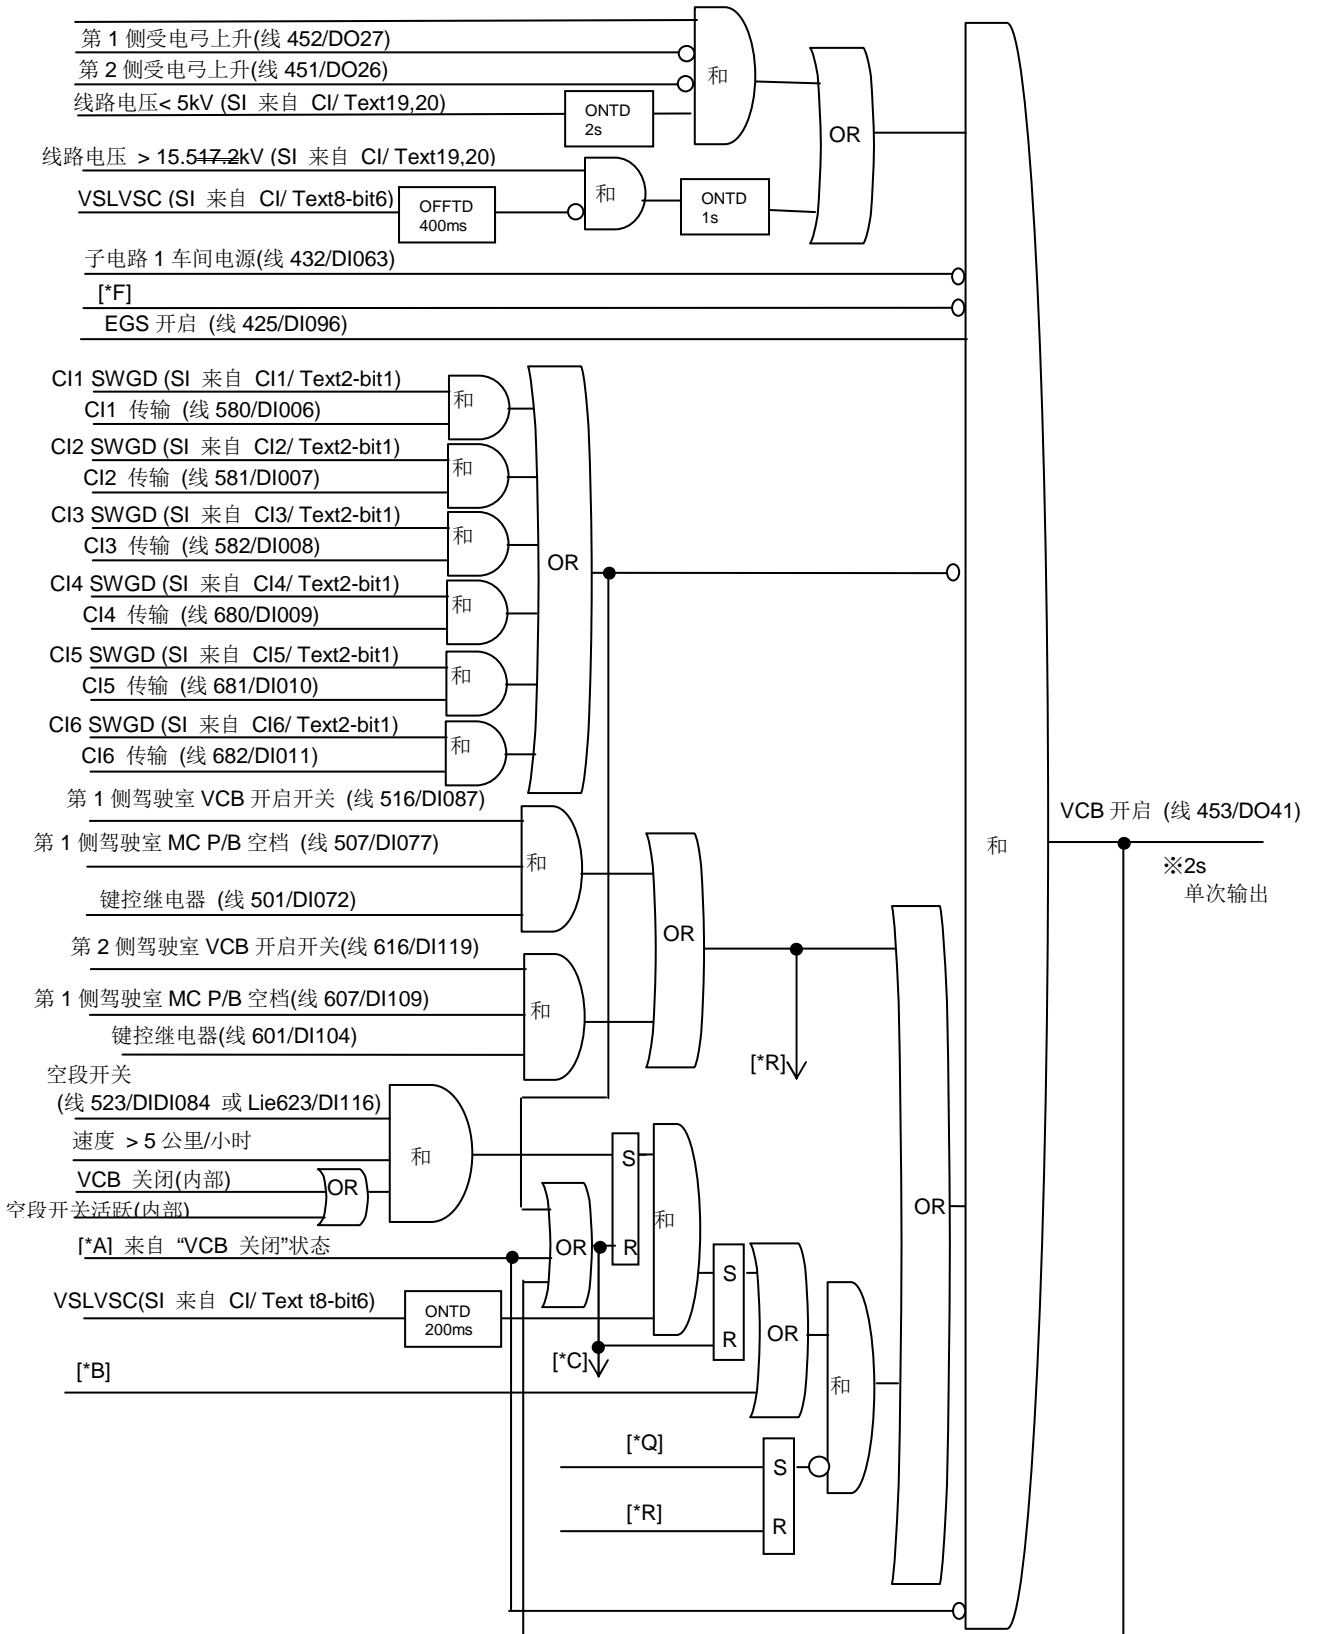 第 1 侧受电弓上升(线 452/DO27)
第 2 侧受电弓上升(线 451/DO26)
线路电压< 5kV (SI 来自 CI/ Text19,20)
ONTD
2s
和
OR
线路电压 > 15.517.2kV (SI 来自 CI/ Text19,20)
VSLVSC (SI 来自 CI/ Text8-bit6)
OFFTD
400ms
和
ONTD
1s
子电路 1 车间电源(线 432/DI063)
[*F]
EGS 开启 (线 425/DI096)
CI1 SWGD (SI 来自 CI1/ Text2-bit1)
CI1 传输 (线 580/DI006)
和
CI2 SWGD (SI 来自 CI2/ Text2-bit1)
CI2 传输 (线 581/DI007)
和
CI3 SWGD (SI 来自 CI3/ Text2-bit1)
CI3 传输 (线 582/DI008)
和
OR
CI4 SWGD (SI 来自 CI4/ Text2-bit1)
CI4 传输 (线 680/DI009)
和
CI5 SWGD (SI 来自 CI5/ Text2-bit1)
CI5 传输 (线 681/DI010)
和
CI6 SWGD (SI 来自 CI6/ Text2-bit1)
CI6 传输 (线 682/DI011)
和
第 1 侧驾驶室 VCB 开启开关 (线 516/DI087)
第 1 侧驾驶室 MC P/B 空档 (线 507/DI077)
键控继电器 (线 501/DI072)
和
VCB 开启 (线 453/DO41)
和
※2s
单次输出
第 2 侧驾驶室 VCB 开启开关(线 616/DI119)
第 1 侧驾驶室 MC P/B 空档(线 607/DI109)
键控继电器(线 601/DI104)
和
OR
[*R]
空段开关
(线 523/DIDI084 或 Lie623/DI116)
速度 > 5 公里/小时
VCB 关闭(内部)
空段开关活跃(内部)
OR
和
S
R
和
OR
[*A] 来自 “VCB 关闭”状态
OR
VSLVSC(SI 来自 CI/ Text t8-bit6)
ONTD
200ms
S
R
OR
[*C]
[*B]
和
[*Q]
S
[*R]
R